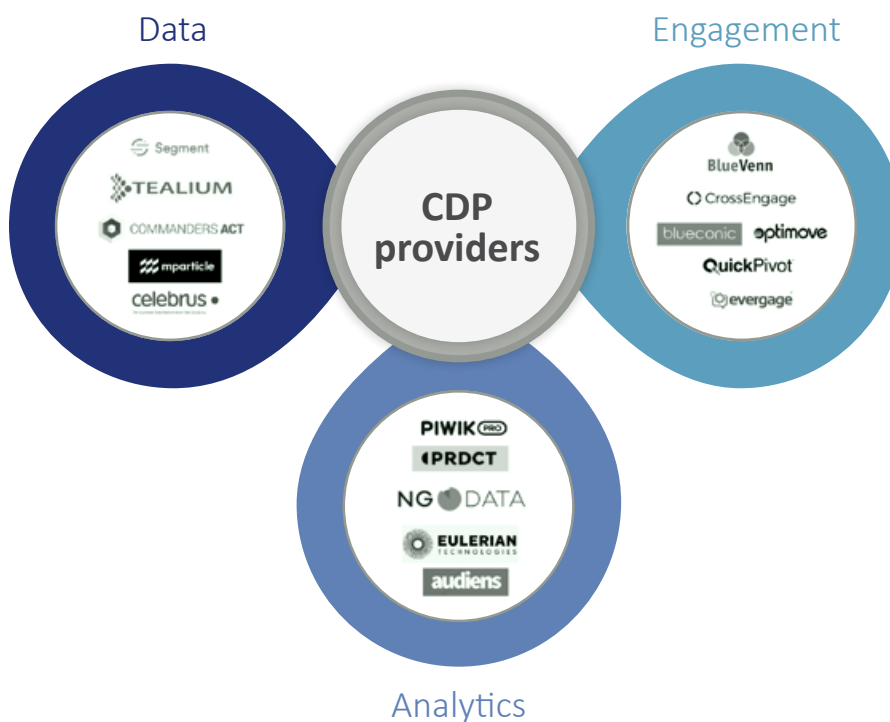 Data
Engagement
Segment
TEALIUM
COMMANDERS ACT
mparticle
celebrus
CDP
providers
BlueVenn
CrossEngage
blueconic optimove
QuickPivot
evergage
PIWIK PRO
PRDCT
NG DATA
EULERIAN
TECHNOLOGIES
audiens
Analytics